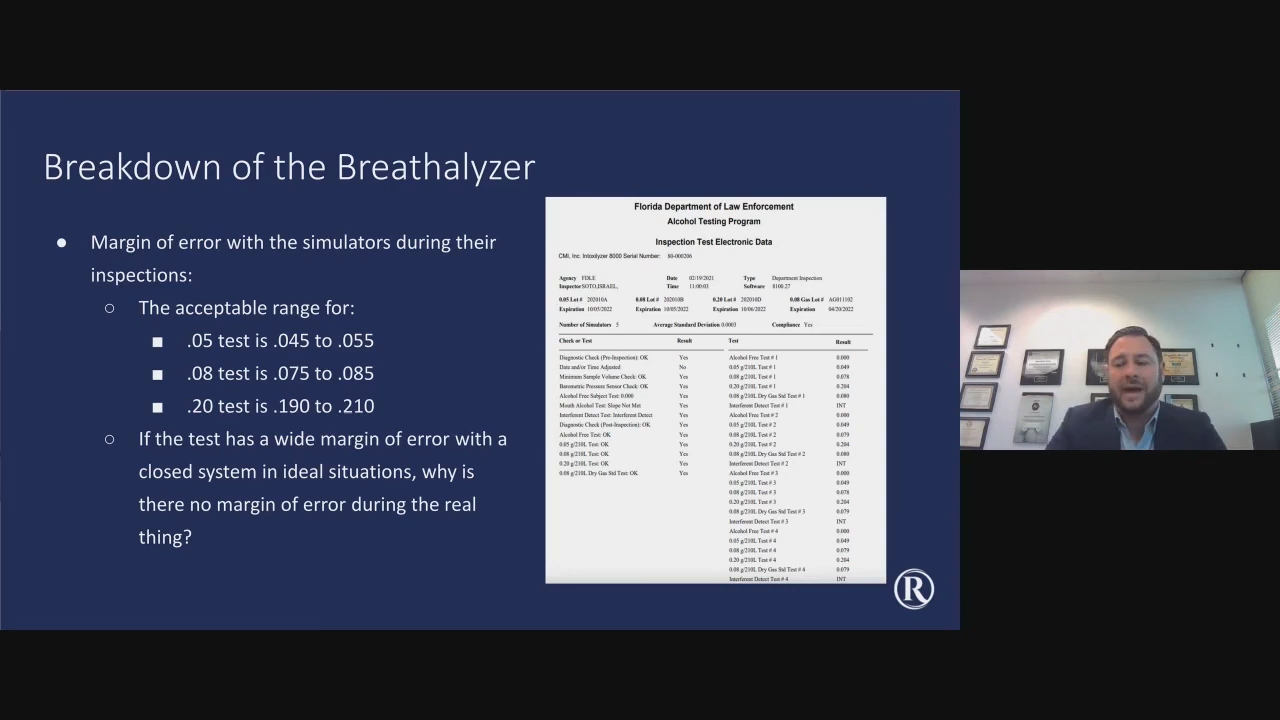 Breakdown of the Breathalyzer
● Margin of error with the simulators during their
inspections:
○ The acceptable range for:
■ .05 test is .045 to .055
■ .08 test is .075 to .085
■ .20 test is .190 to .210
○ If the test has a wide margin of error with a
closed system in ideal situations, why is
there no margin of error during the real
thing?
Florida Department of Law Enforcement
Alcohol Testing Program
Inspection Test Electronic Data
CMI, Inc. Intoxilyzer 8000 Serial Number: 80-000206
Agency FDLE Date 02/19/2021 Type Department Inspection
Inspector SOTO,ISRAEL, Time 11:00:03 Software 8100.27
0.05 Lot # 202010A 0.08 Lot # 202010B 0.20 Lot # 202010D 0.08 Gas Lot # AG011102
Expiration 10/05/2022 Expiration 10/05/2022 Expiration 10/06/2022 Expiration 04/20/2022
Number of Simulators 5 Average Standard Deviation 0.0003 Compliance Yes
Check or Test Result Test Result
Diagnostic Check (Pre-Inspection): OK Yes Alcohol Free Test # 1 0.000
Date and/or Time Adjusted No 0.05 g/210L Test # 1 0.049
Minimum Sample Volume Check: OK Yes 0.08 g/210L Test # 1 0.078
Barometric Pressure Sensor Check: OK Yes 0.20 g/210L Test # 1 0.204
Alcohol Free Subject Test: 0.000 Yes 0.08 g/210L Dry Gas Std Test # 1 0.080
Mouth Alcohol Test: Slope Not Met Yes Interferent Detect Test # 1 INT
Interferent Detect Test: Interferent Detect Yes Alcohol Free Test # 2 0.000
Diagnostic Check (Post-Inspection): OK Yes 0.05 g/210L Test # 2 0.049
Alcohol Free Test: OK Yes 0.08 g/210L Test # 2 0.079
0.05 g/210L Test: OK Yes 0.20 g/210L Test # 2 0.204
0.08 g/210L Test: OK Yes 0.08 g/210L Dry Gas Std Test # 2 0.080
0.20 g/210L Test: OK Yes Interferent Detect Test # 2 INT
0.08 g/210L Dry Gas Std Test: OK Yes Alcohol Free Test # 3 0.000
0.05 g/210L Test # 3 0.049
0.08 g/210L Test # 3 0.078
0.20 g/210L Test # 3 0.204
0.08 g/210L Dry Gas Std Test # 3 0.079
Interferent Detect Test # 3 INT
Alcohol Free Test # 4 0.000
0.05 g/210L Test # 4 0.049
0.08 g/210L Test # 4 0.079
0.20 g/210L Test # 4 0.204
0.08 g/210L Dry Gas Std Test # 4 0.079
Interferent Detect Test # 4 INT
R